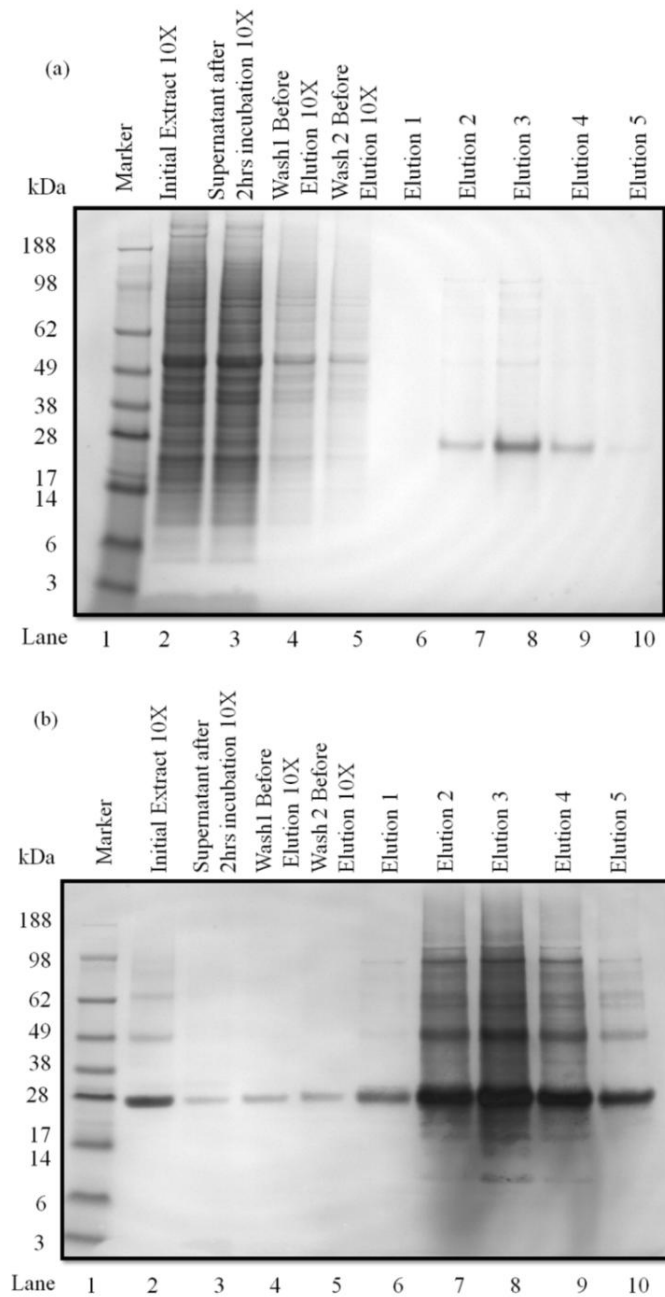 (a)
kDa
Marker
Initial Extract 10X
Supernatant after
2hrs incubation 10X
Wash1 Before
Elution 10X
Wash 2 Before
Elution 10X
Elution 1
Elution 2
Elution 3
Elution 4
Elution 5
188
98
62
49
38
28
17
14
6
3
Lane 1 2 3 4 5 6 7 8 9 10
(b)
kDa
Marker
Initial Extract 10X
Supernatant after
2hrs incubation 10X
Wash1 Before
Elution 10X
Wash 2 Before
Elution 10X
Elution 1
Elution 2
Elution 3
Elution 4
Elution 5
188
98
62
49
38
28
17
14
6
3
Lane 1 2 3 4 5 6 7 8 9 10